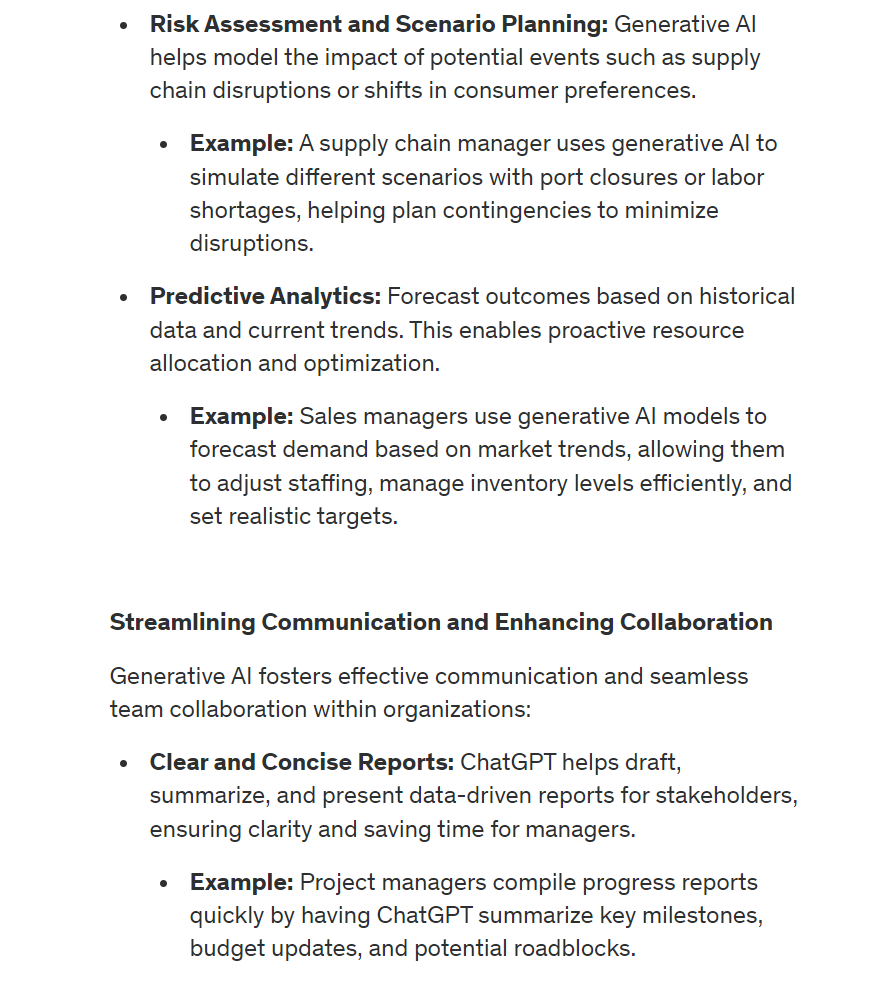 • Risk Assessment and Scenario Planning: Generative AI
helps model the impact of potential events such as supply
chain disruptions or shifts in consumer preferences.
• Example: A supply chain manager uses generative AI to
simulate different scenarios with port closures or labor
shortages, helping plan contingencies to minimize
disruptions.
• Predictive Analytics: Forecast outcomes based on historical
data and current trends. This enables proactive resource
allocation and optimization.
• Example: Sales managers use generative AI models to
forecast demand based on market trends, allowing them
to adjust staffing, manage inventory levels efficiently, and
set realistic targets.
Streamlining Communication and Enhancing Collaboration
Generative AI fosters effective communication and seamless
team collaboration within organizations:
• Clear and Concise Reports: ChatGPT helps draft,
summarize, and present data-driven reports for stakeholders,
ensuring clarity and saving time for managers.
• Example: Project managers compile progress reports
quickly by having ChatGPT summarize key milestones,
budget updates, and potential roadblocks.